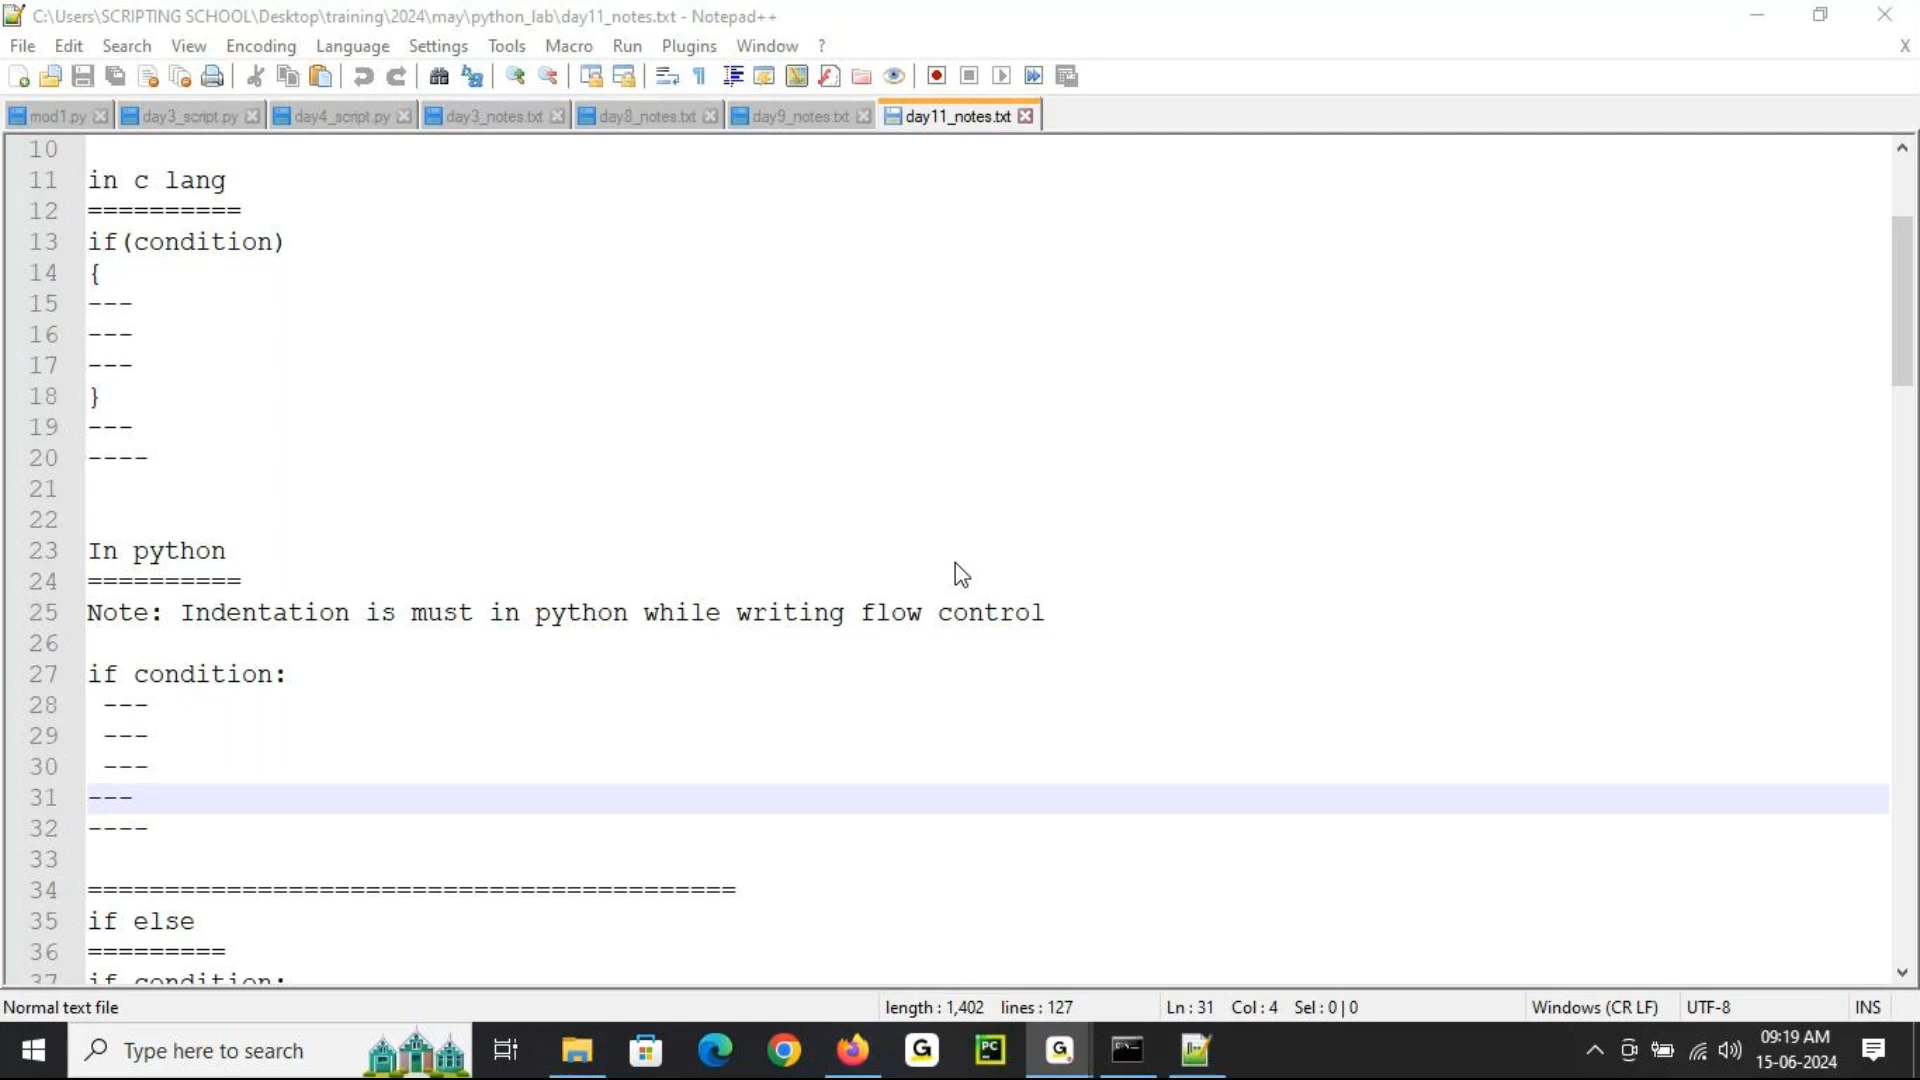 C:\Users\SCRIPTING SCHOOL\Desktop\training\2024\may\python_lab\day11_notes.txt - Notepad++
File Edit Search View Encoding Language Settings Tools Macro Run Plugins Window ? X
mod1.py day3_script.py day4_script.py day3_notes.txt day8_notes.txt day9_notes.txt day11_notes.txt
10
11 in c lang
12 ==========
13 if(condition)
14 {
15 ---
16 ---
17 ---
18 }
19 ---
20 ----
21
22
23 In python
24 ==========
25 Note: Indentation is must in python while writing flow control
26
27 if condition:
28  ---
29  ---
30  ---
31 ---
32 ----
33
34 ==========================================
35 if else
36 =========
37 if condition:
Normal text file length : 1,402 lines : 127 Ln : 31 Col : 4 Sel : 0 | 0 Windows (CR LF) UTF-8 INS
Type here to search
09:19 AM
15-06-2024